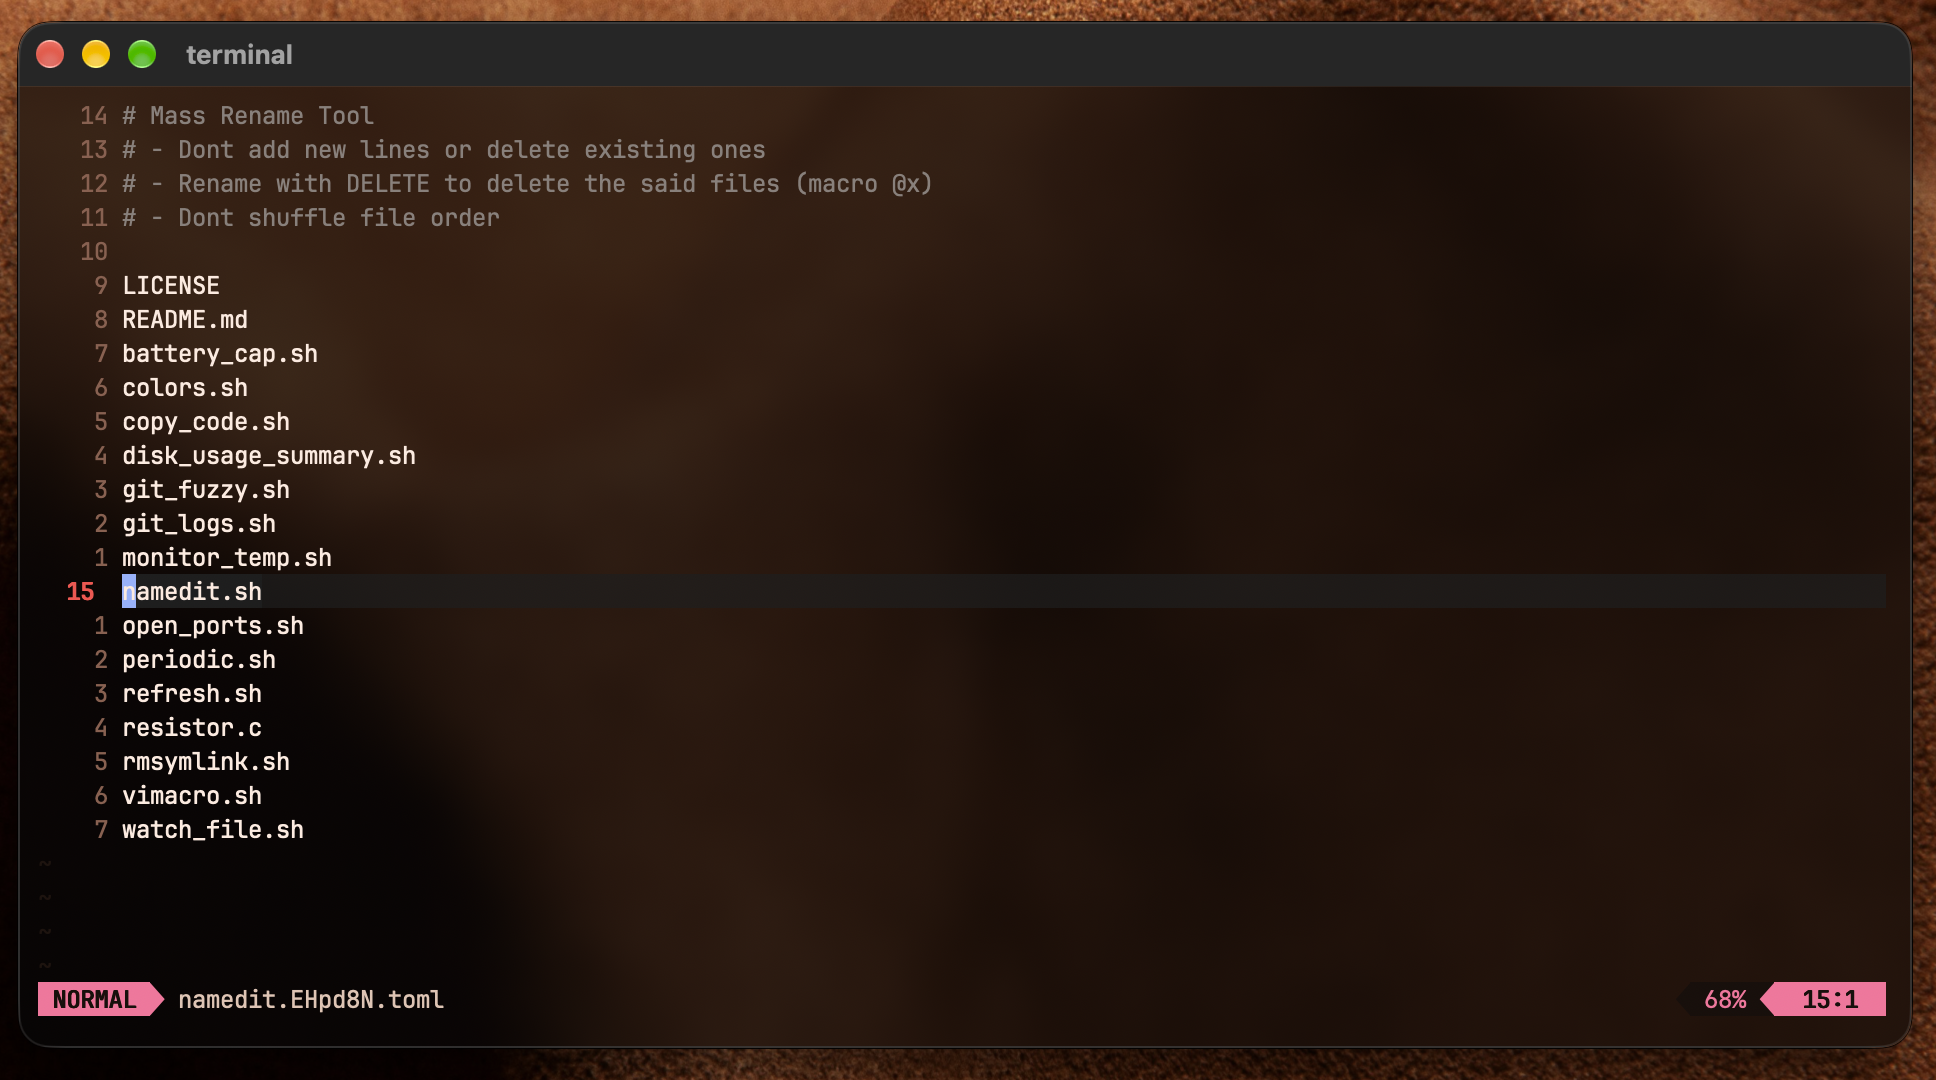 terminal
14 # Mass Rename Tool
13 # - Dont add new lines or delete existing ones
12 # - Rename with DELETE to delete the said files (macro @x)
11 # - Dont shuffle file order
10
9 LICENSE
8 README.md
7 battery_cap.sh
6 colors.sh
5 copy_code.sh
4 disk_usage_summary.sh
3 git_fuzzy.sh
2 git_logs.sh
1 monitor_temp.sh
15 namedit.sh
1 open_ports.sh
2 periodic.sh
3 refresh.sh
4 resistor.c
5 rmsymlink.sh
6 vimacro.sh
7 watch_file.sh
~
~
~
~
NORMAL namedit.EHpd8N.toml 68% 15:1